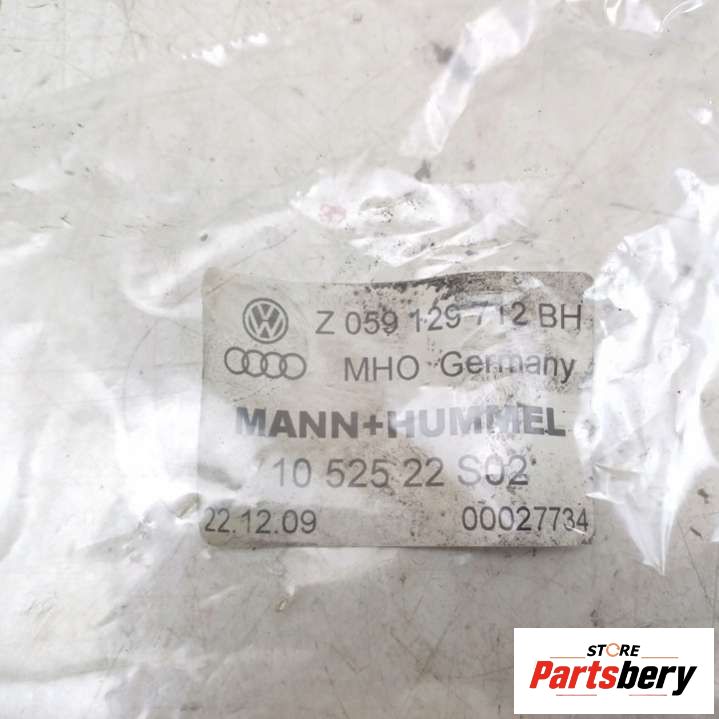 Z 059 129 712 BH
MHO Germany
MANN+HUMMEL
10 525 22 S02
22.12.09 00027734
STORE
Partsbery